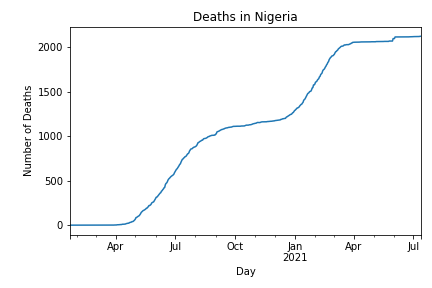 Deaths in Nigeria
Number of Deaths
2000
1500
1000
500
0
Apr Jul Oct Jan Apr Jul
2021
Day